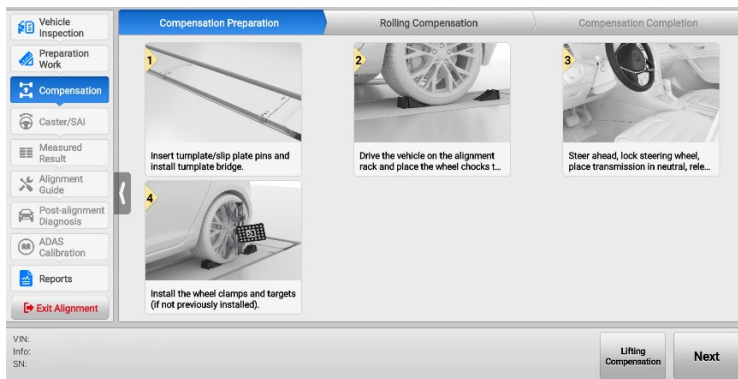 Vehicle
Inspection
Preparation
Work
Compensation
Caster/SAI
Measured
Result
Alignment
Guide
Post-alignment
Diagnosis
ADAS
Calibration
Reports
Exit Alignment
Compensation Preparation
Rolling Compensation
Compensation Completion
1
Insert turnplate/slip plate pins and
install turnplate bridge.
2
Drive the vehicle on the alignment
rack and place the wheel chocks t...
3
Steer ahead, lock steering wheel,
place transmission in neutral, rele...
4
Install the wheel clamps and targets
(if not previously installed).
VIN:
Info:
SN:
Lifting
Compensation
Next